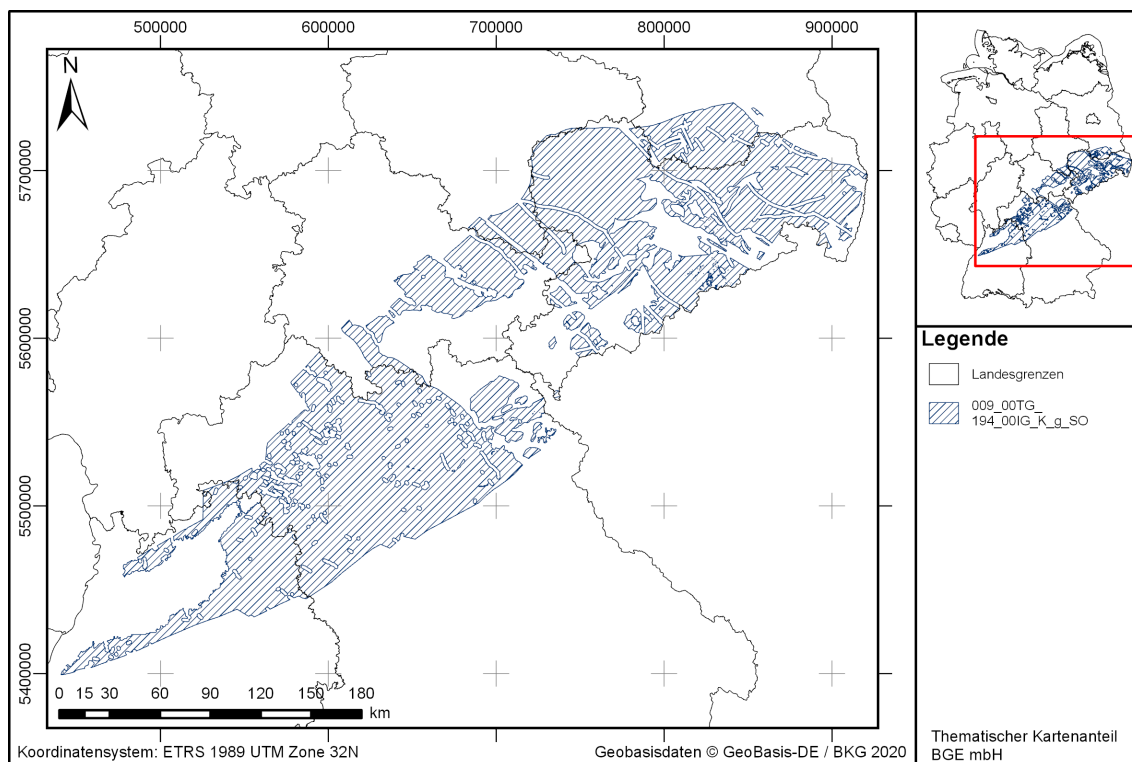 500000 600000 700000 800000 900000
N
5700000
5600000
5500000
5400000
0 15 30 60 90 120 150 180
km
Koordinatensystem: ETRS 1989 UTM Zone 32N
Geobasisdaten © GeoBasis-DE / BKG 2020
Legende
Landesgrenzen
009_00TG_
194_00IG_K_g_SO
Thematischer Kartenanteil
BGE mbH